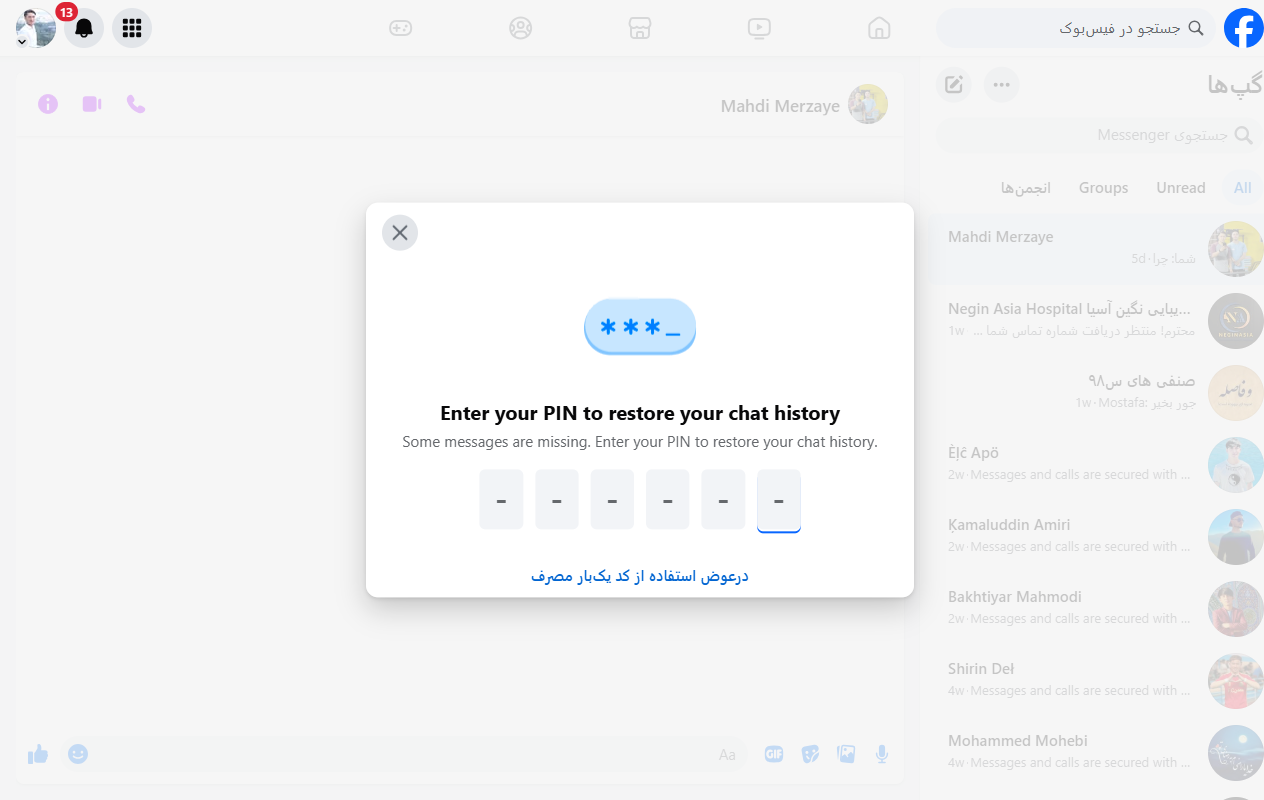 13
جستجو در فیس‌بوک
گپ‌ها
جستجوی Messenger
All
Unread
Groups
انجمن‌ها
Mahdi Merzaye
Mahdi Merzaye
شما: چرا · 5d
Negin Asia Hospital یبایی نگین آسیا...
محترم! منتظر دریافت شماره تماس شما ... · 1w
صنفی های س۹۸
Mostafa: جور بخیر · 1w
Ȅļċ Apö
Messages and calls are secured with ... · 2w
Ķamaluddin Amiri
Messages and calls are secured with ... · 2w
Bakhtiyar Mahmodi
Messages and calls are secured with ... · 2w
Shirin Deł
Messages and calls are secured with ... · 4w
Mohammed Mohebi
Messages and calls are secured with ... · 4w
***_
Enter your PIN to restore your chat history
Some messages are missing. Enter your PIN to restore your chat history.
- - - - - -
درعوض استفاده از کد یک‌بار مصرف
Aa
GIF